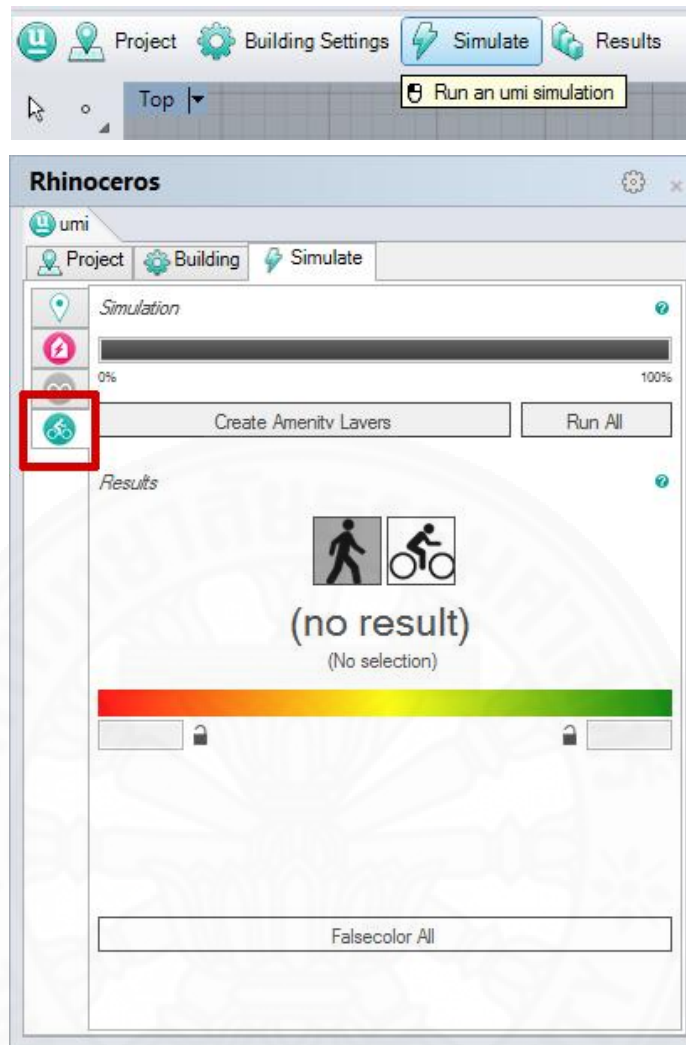 Project Building Settings Simulate Results
Top
Run an umi simulation
Rhinoceros
umi
Project Building Simulate
Simulation
0% 100%
Create Amenity Layers Run All
Results
(no result)
(No selection)
Falsecolor All